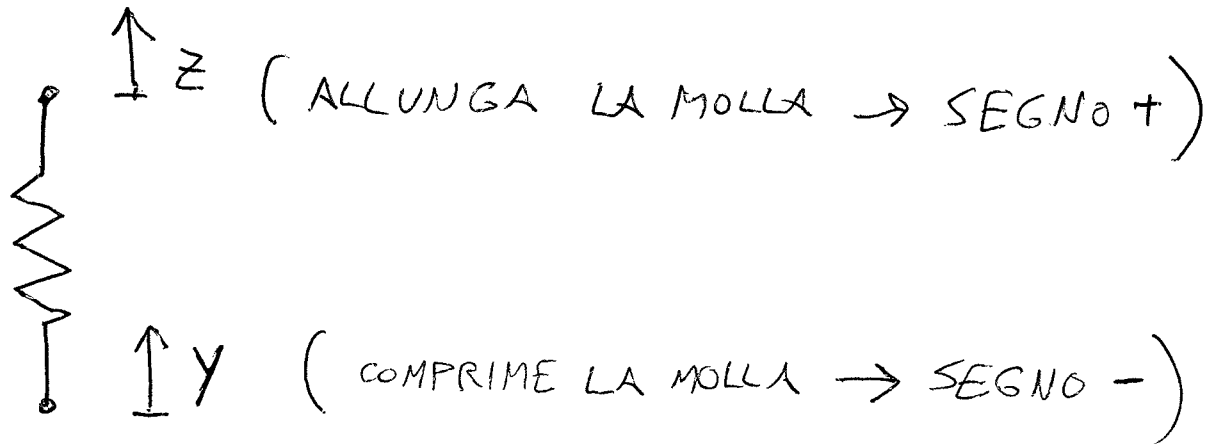 Z (ALLUNGA LA MOLLA → SEGNO +)
Y (COMPRIME LA MOLLA → SEGNO -)